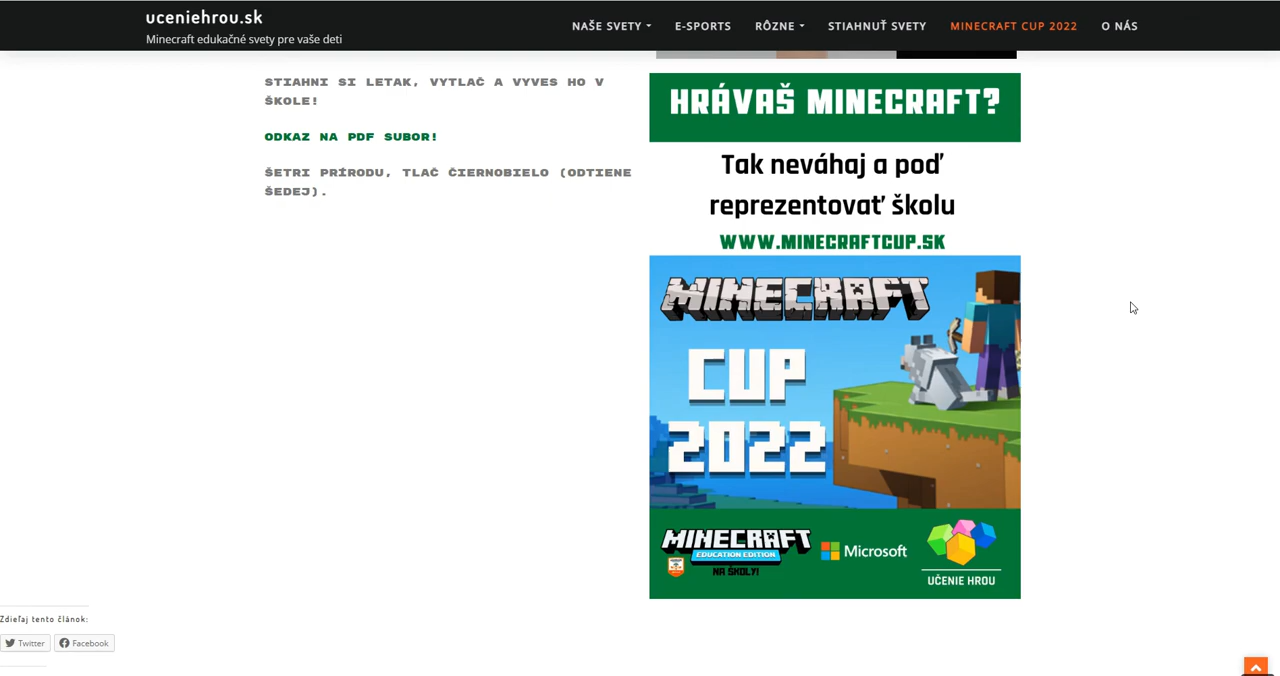 uceniehrou.sk
Minecraft edukačné svety pre vaše deti
NAŠE SVETY
E-SPORTS
RÔZNE
STIAHNUŤ SVETY
MINECRAFT CUP 2022
O NÁS
STIAHNI SI LETAK, VYTLAČ A VYVES HO V
ŠKOLE!
ODKAZ NA PDF SUBOR!
ŠETRI PRÍRODU, TLAČ ČIERNOBIELO (ODTIENE
ŠEDEJ).
HRÁVAŠ MINECRAFT?
Tak neváhaj a poď
reprezentovať školu
WWW.MINECRAFTCUP.SK
MINECRAFT
CUP
2022
MINECRAFT
EDUCATION EDITION
NA ŠKOLY!
Microsoft
UČENIE HROU
Zdieľaj tento článok:
Twitter
Facebook